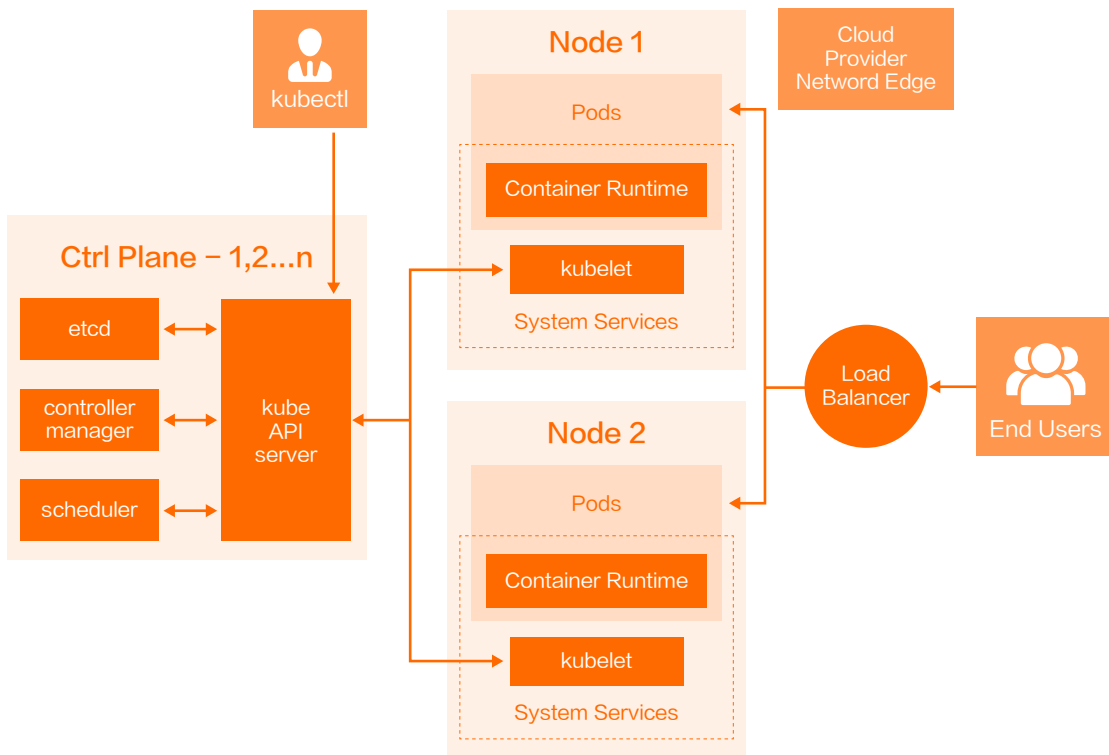 kubectl
Ctrl Plane – 1,2...n
etcd
controller
manager
scheduler
kube
API
server
Node 1
Pods
Container Runtime
kubelet
System Services
Node 2
Pods
Container Runtime
kubelet
System Services
Cloud
Provider
Netword Edge
Load
Balancer
End Users